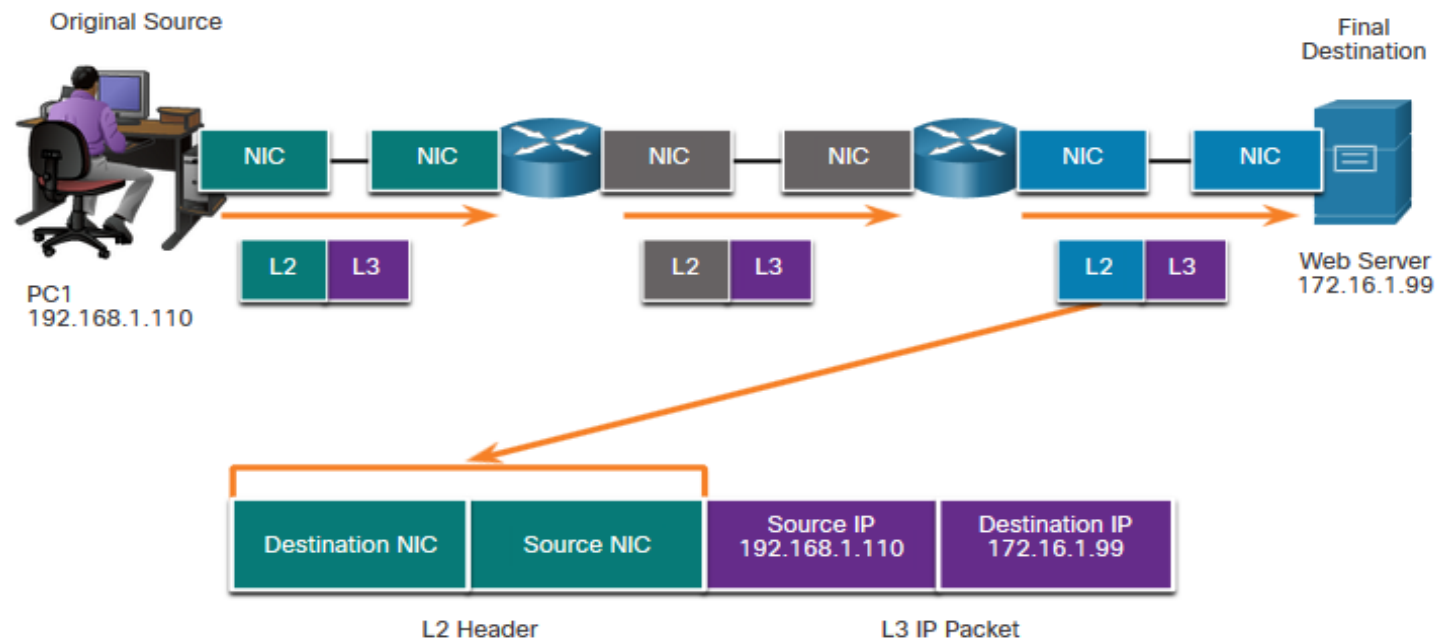 Original Source
Final
Destination
NIC
NIC
NIC
NIC
NIC
NIC
L2
L3
L2
L3
L2
L3
PC1
192.168.1.110
Web Server
172.16.1.99
Destination NIC
Source NIC
Source IP
192.168.1.110
Destination IP
172.16.1.99
L2 Header
L3 IP Packet